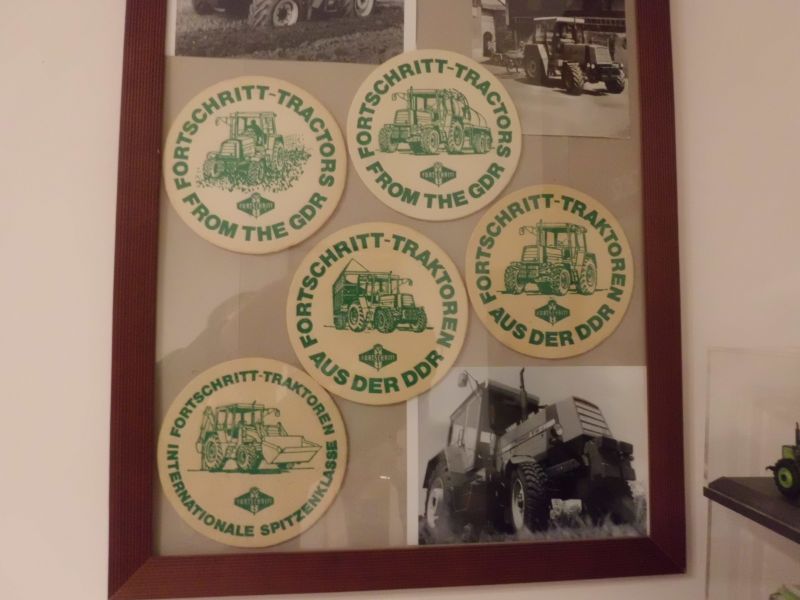 FORTSCHRITT-TRACTORS
FROM THE GDR
FORTSCHRITT
FORTSCHRITT-TRACTORS
FROM THE GDR
FORTSCHRITT
FORTSCHRITT-TRAKTOREN
AUS DER DDR
FORTSCHRITT
FORTSCHRITT-TRAKTOREN
AUS DER DDR
FORTSCHRITT
FORTSCHRITT-TRAKTOREN
INTERNATIONALE SPITZENKLASSE
FORTSCHRITT